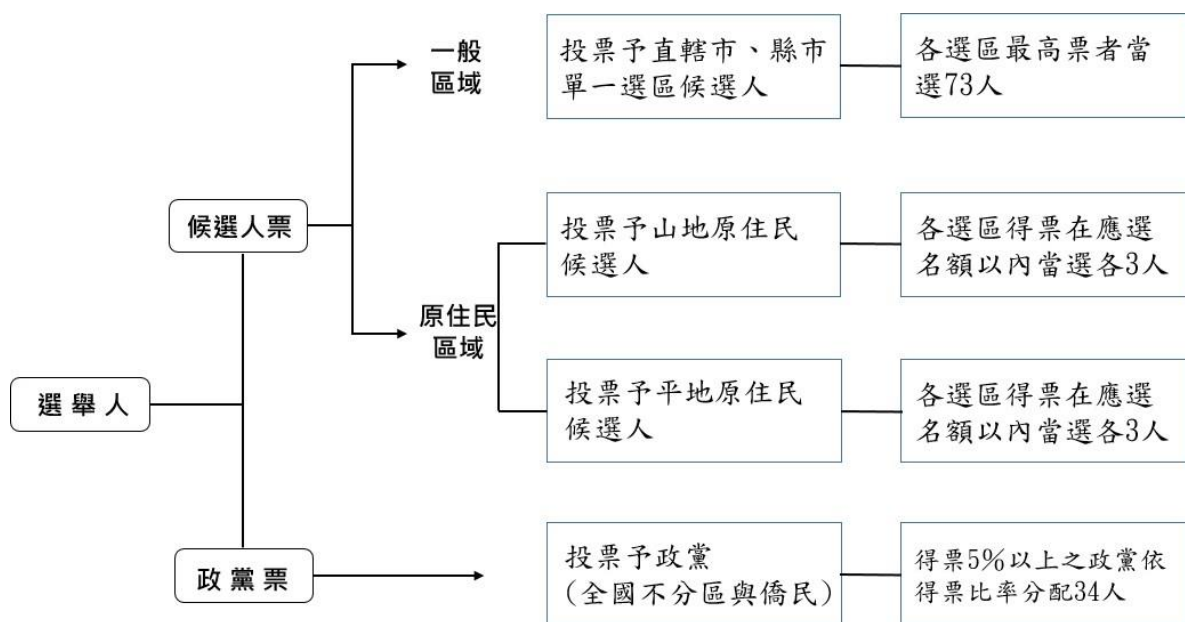 一般
區域
投票予直轄市、縣市
單一選區候選人
各選區最高票者當
選73人
候選人票
原住民
區域
投票予山地原住民
候選人
各選區得票在應選
名額以內當選各3人
選舉人
投票予平地原住民
候選人
各選區得票在應選
名額以內當選各3人
政黨票
投票予政黨
(全國不分區與僑民)
得票5%以上之政黨依
得票比率分配34人